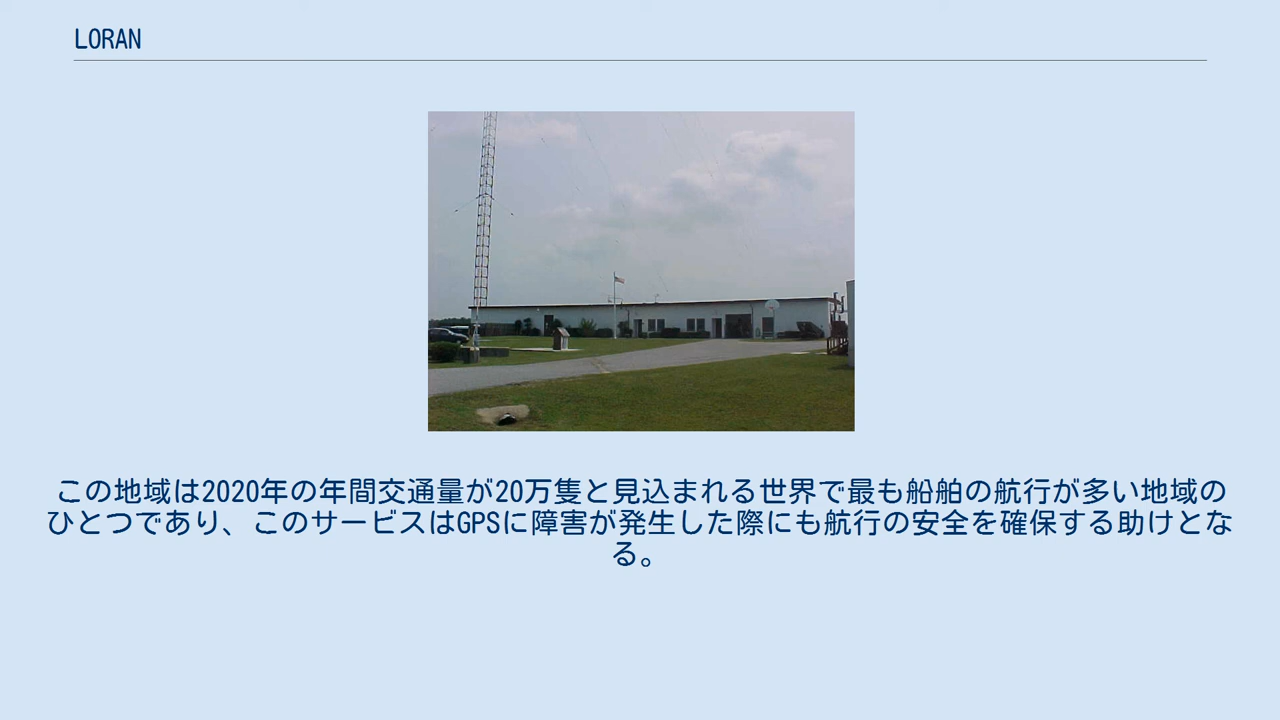 LORAN
この地域は2020年の年間交通量が20万隻と見込まれる世界で最も船舶の航行が多い地域の
ひとつであり、このサービスはGPSに障害が発生した際にも航行の安全を確保する助けとな
る。